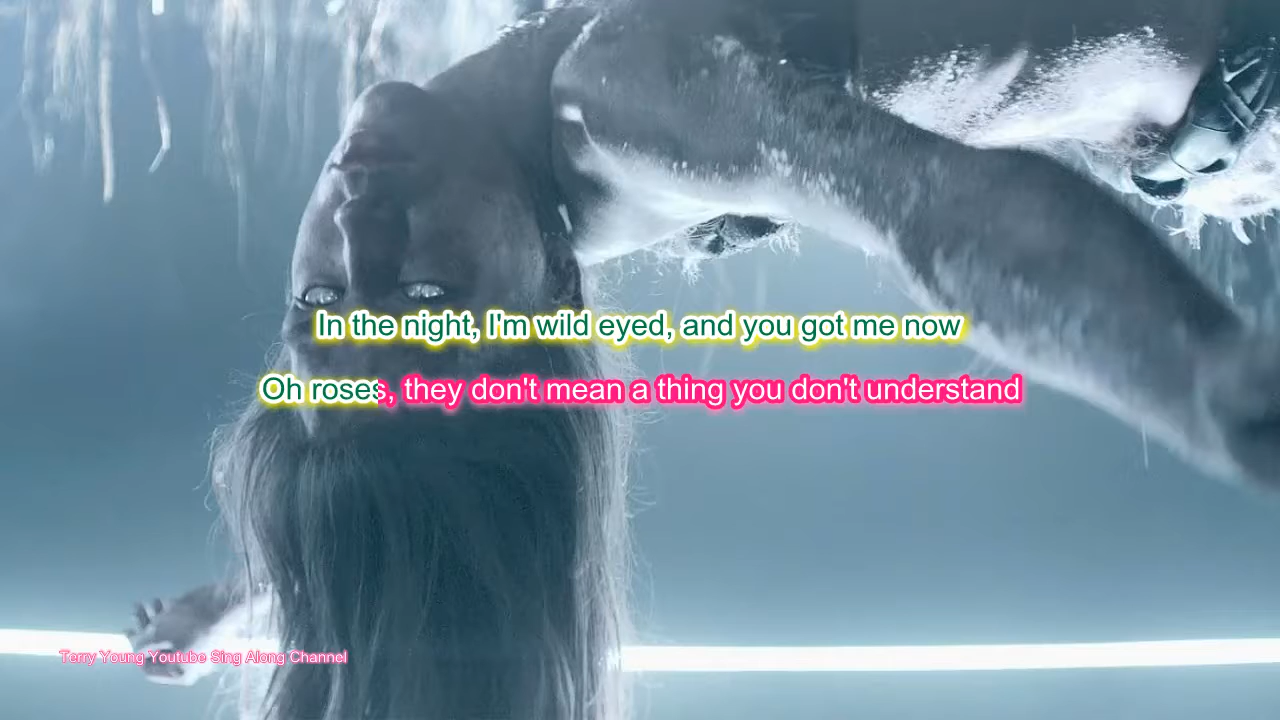 In the night, I'm wild eyed, and you got me now
Oh roses, they don't mean a thing you don't understand
Terry Young Youtube Sing Along Channel